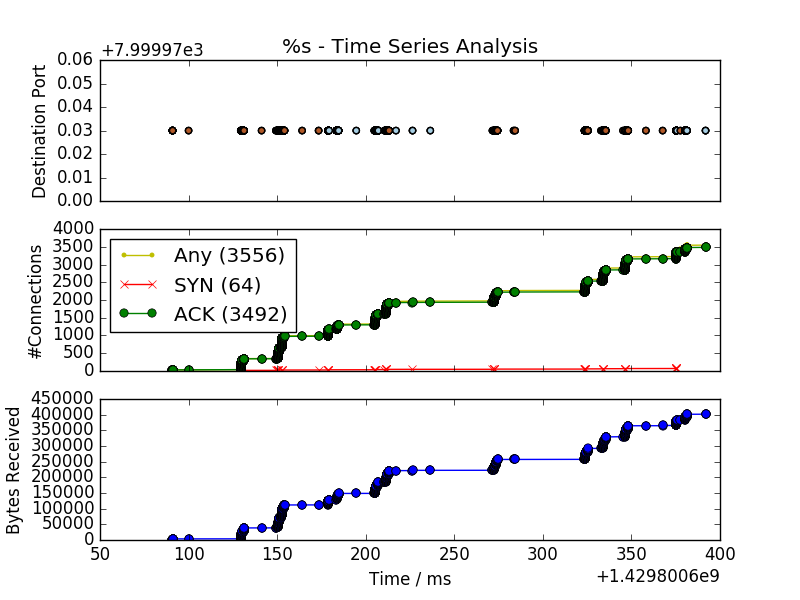 +7.99997e3
%s - Time Series Analysis
0.06
0.05
0.04
0.03
0.02
0.01
0.00
Destination Port
4000
3500
3000
2500
2000
1500
1000
500
0
#Connections
Any (3556)
SYN (64)
ACK (3492)
450000
400000
350000
300000
250000
200000
150000
100000
50000
0
Bytes Received
50 100 150 200 250 300 350 400
Time / ms
+1.4298006e9